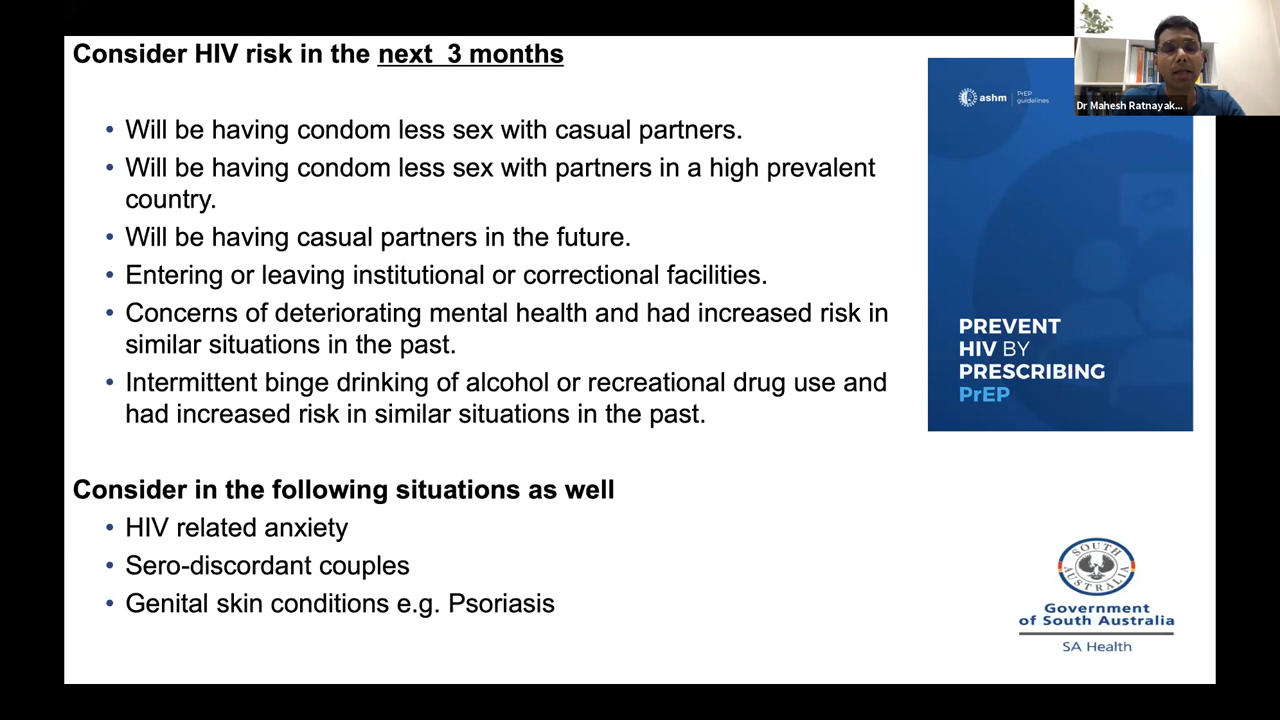 Consider HIV risk in the next 3 months
• Will be having condom less sex with casual partners.
• Will be having condom less sex with partners in a high prevalent
country.
• Will be having casual partners in the future.
• Entering or leaving institutional or correctional facilities.
• Concerns of deteriorating mental health and had increased risk in
similar situations in the past.
• Intermittent binge drinking of alcohol or recreational drug use and
had increased risk in similar situations in the past.
Consider in the following situations as well
• HIV related anxiety
• Sero-discordant couples
• Genital skin conditions e.g. Psoriasis
Dr Mahesh Ratnayak...
ashm
PrEP
guidelines
PREVENT
HIV BY
PRESCRIBING
PrEP
SOUTH
AUSTRALIA
Government
of South Australia
SA Health